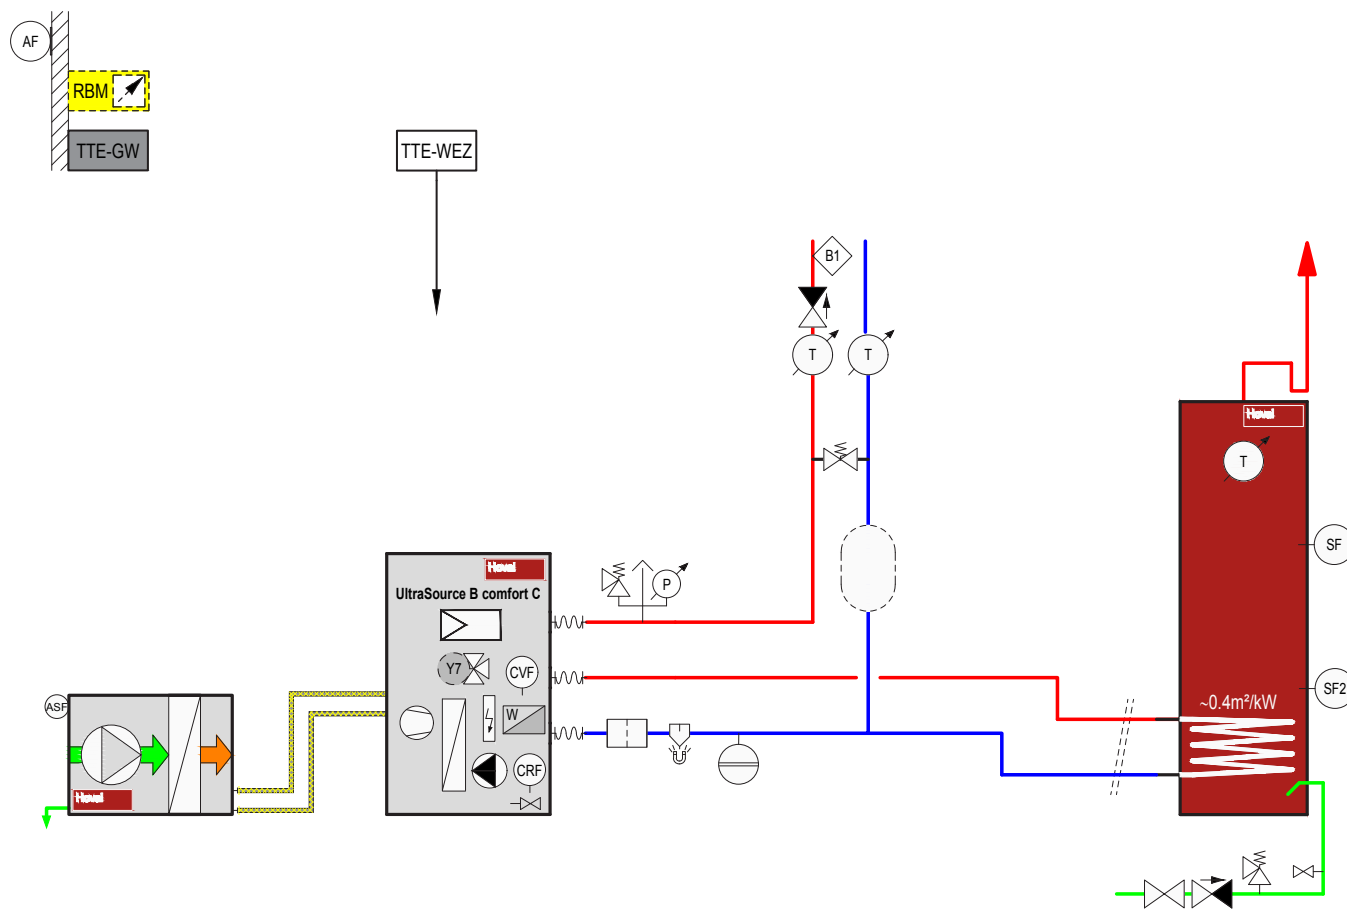 AF
RBM
TTE-GW
TTE-WEZ
B1
T
T
Hoval
T
SF
Hoval
UltraSource B comfort C
P
Y7
CVF
SF2
ASF
~0.4m²/kW
W
CRF
Hoval